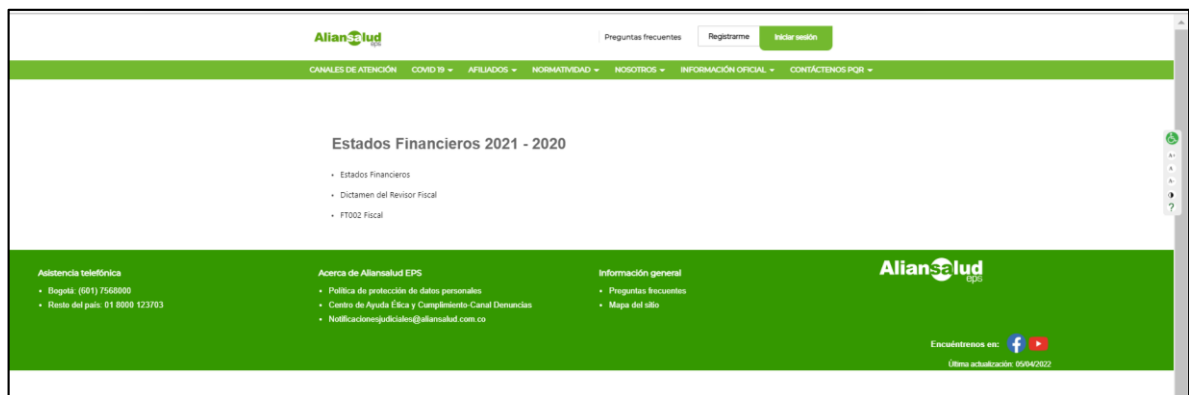 Aliansalud
eps
Preguntas frecuentes
Registrarme
Iniciar sesión
CANALES DE ATENCIÓN COVID 19 AFILIADOS NORMATIVIDAD NOSOTROS INFORMACIÓN OFICIAL CONTÁCTENOS PQR
Estados Financieros 2021 - 2020
• Estados Financieros
• Dictamen del Revisor Fiscal
• FT002 Fiscal
A+
A
A-
?
Asistencia telefónica
• Bogotá: (601) 7568000
• Resto del país: 01 8000 123703
Acerca de Aliansalud EPS
• Política de protección de datos personales
• Centro de Ayuda Ética y Cumplimiento-Canal Denuncias
• Notificacionesjudiciales@aliansalud.com.co
Información general
• Preguntas frecuentes
• Mapa del sitio
Aliansalud
eps
Encuéntrenos en:
Última actualización: 05/04/2022